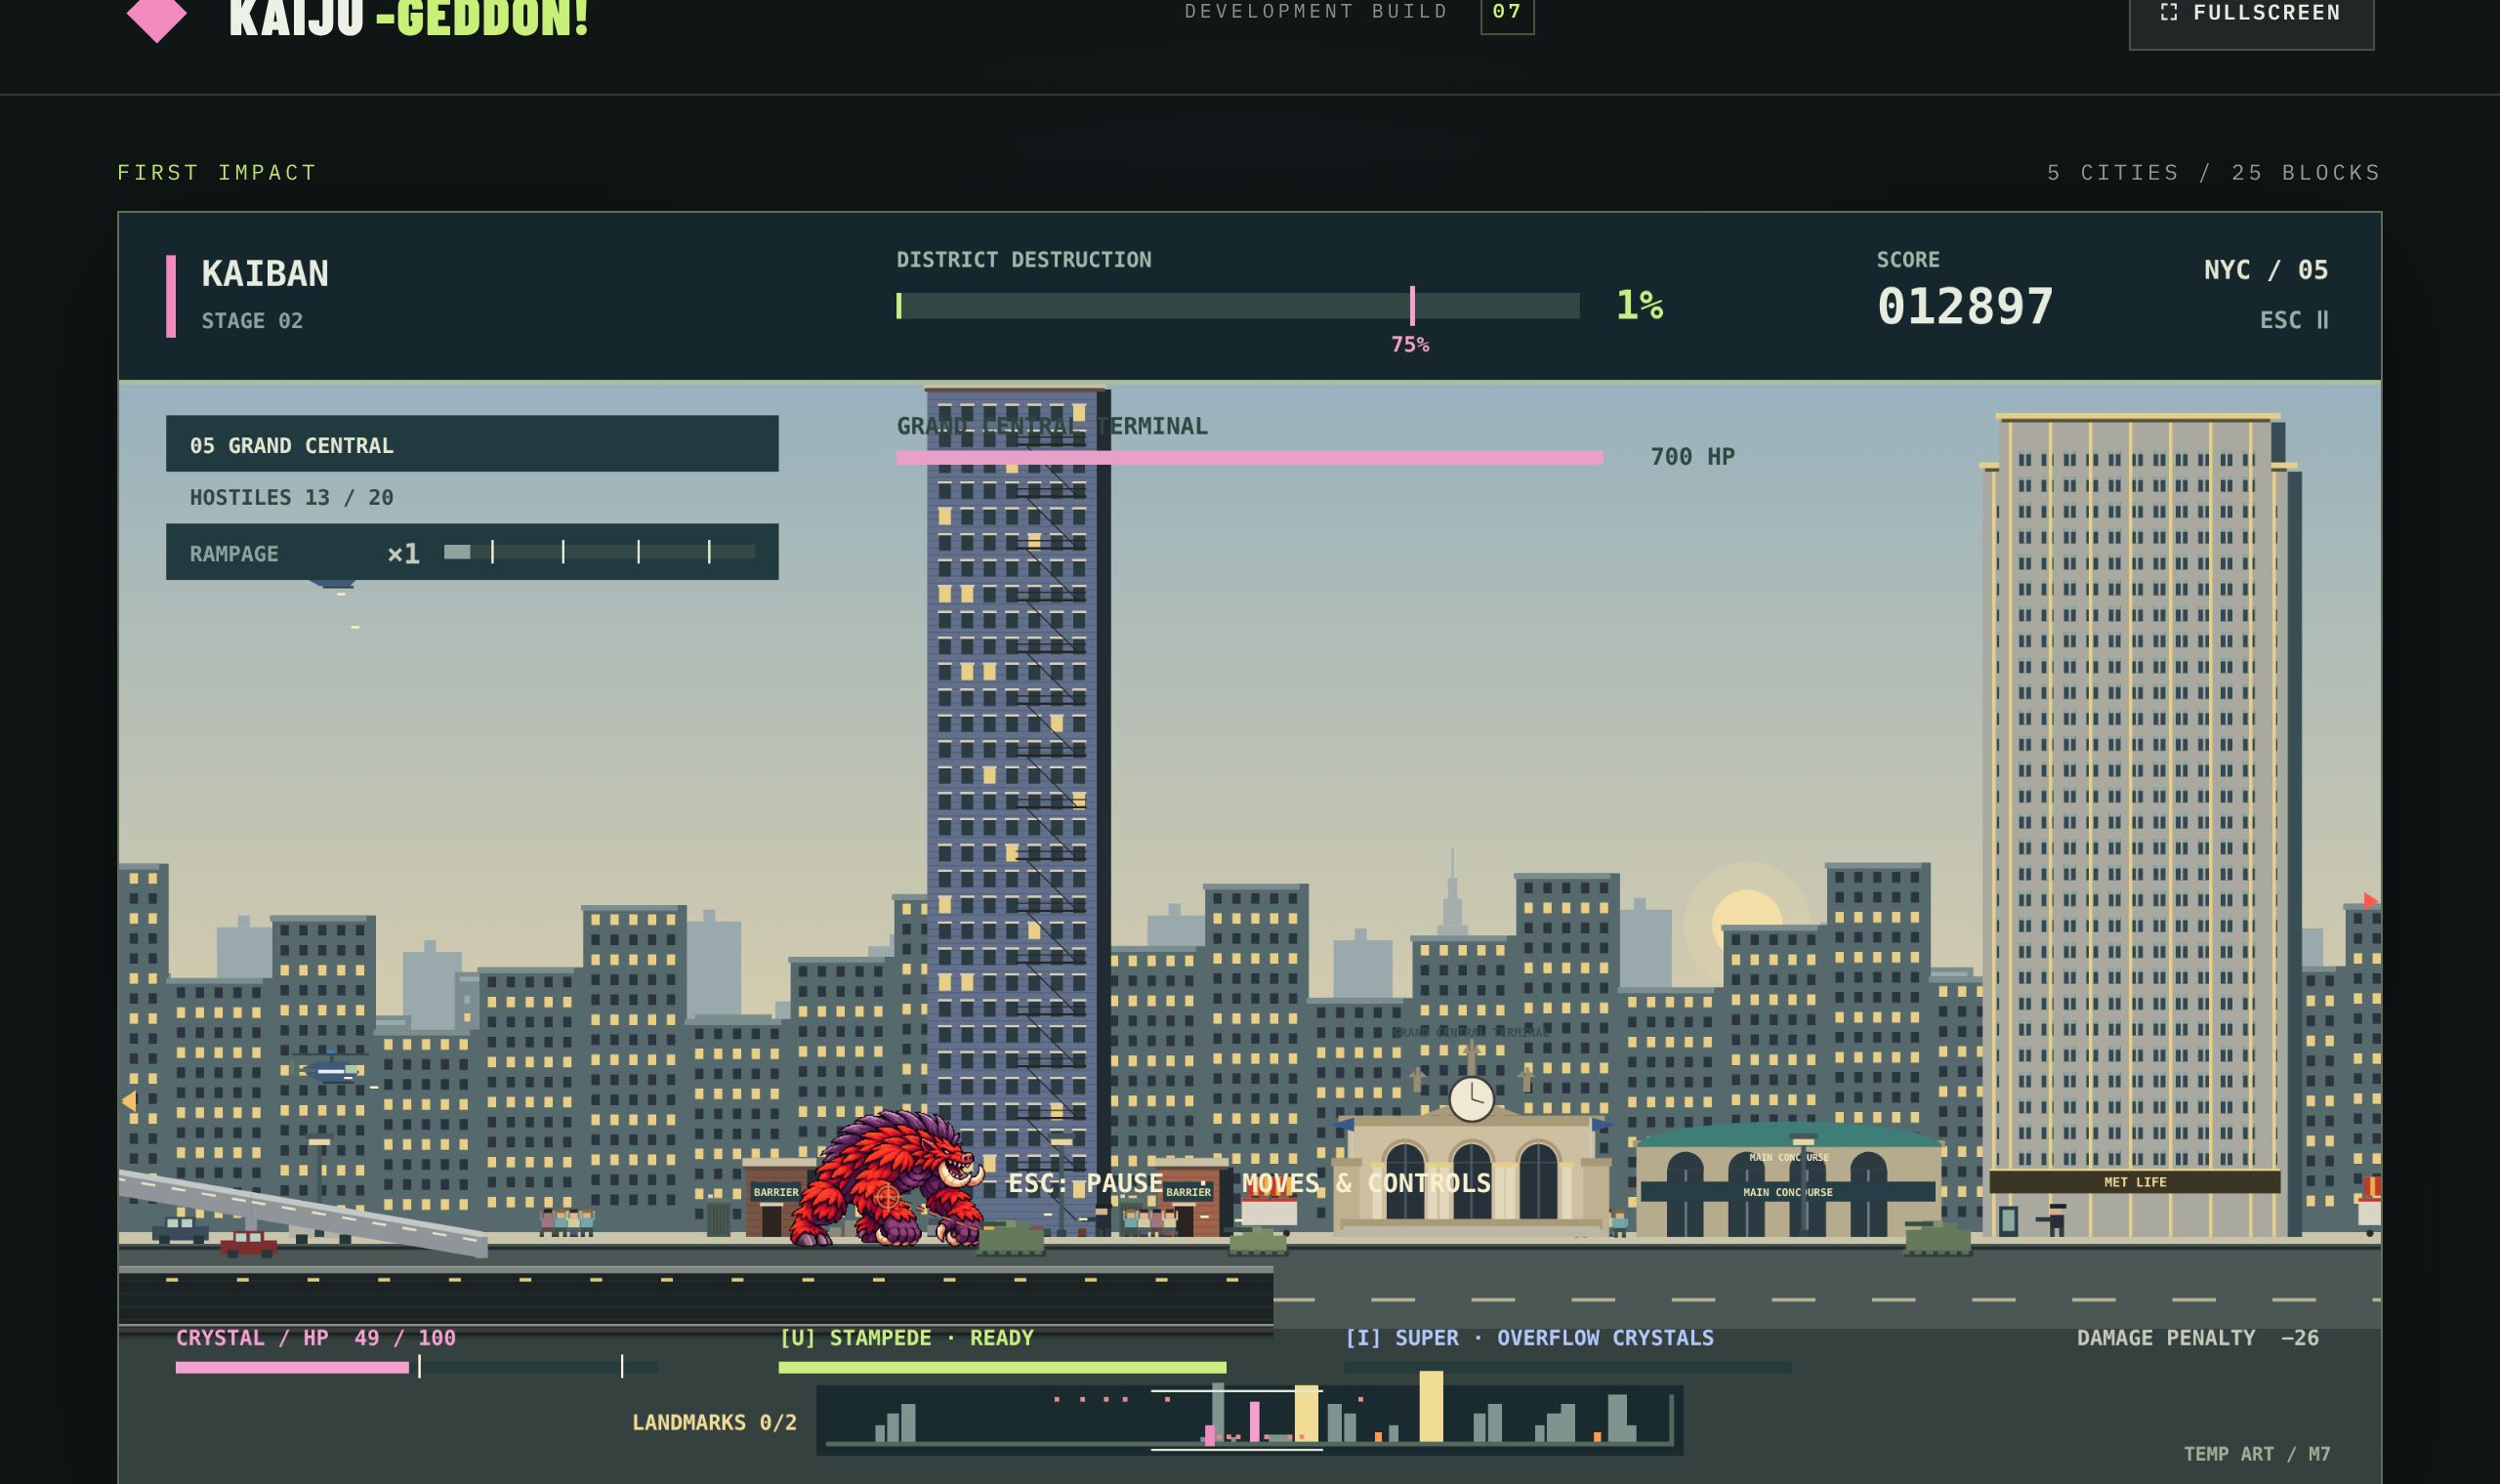 KAIJU-GEDDON!
DEVELOPMENT BUILD 07
FULLSCREEN
FIRST IMPACT
5 CITIES / 25 BLOCKS
KAIBAN
STAGE 02
DISTRICT DESTRUCTION
1%
75%
SCORE
012897
NYC / 05
ESC II
05 GRAND CENTRAL
HOSTILES 13 / 20
RAMPAGE ×1
GRAND CENTRAL TERMINAL
700 HP
GRAND CENTRAL TERMINAL
BARRIER
ESC: PAUSE · MOVES & CONTROLS
BARRIER
MAIN CONCOURSE
MAIN CONCOURSE
MET LIFE
CRYSTAL / HP 49 / 100
[U] STAMPEDE · READY
[I] SUPER · OVERFLOW CRYSTALS
DAMAGE PENALTY −26
LANDMARKS 0/2
TEMP ART / M7